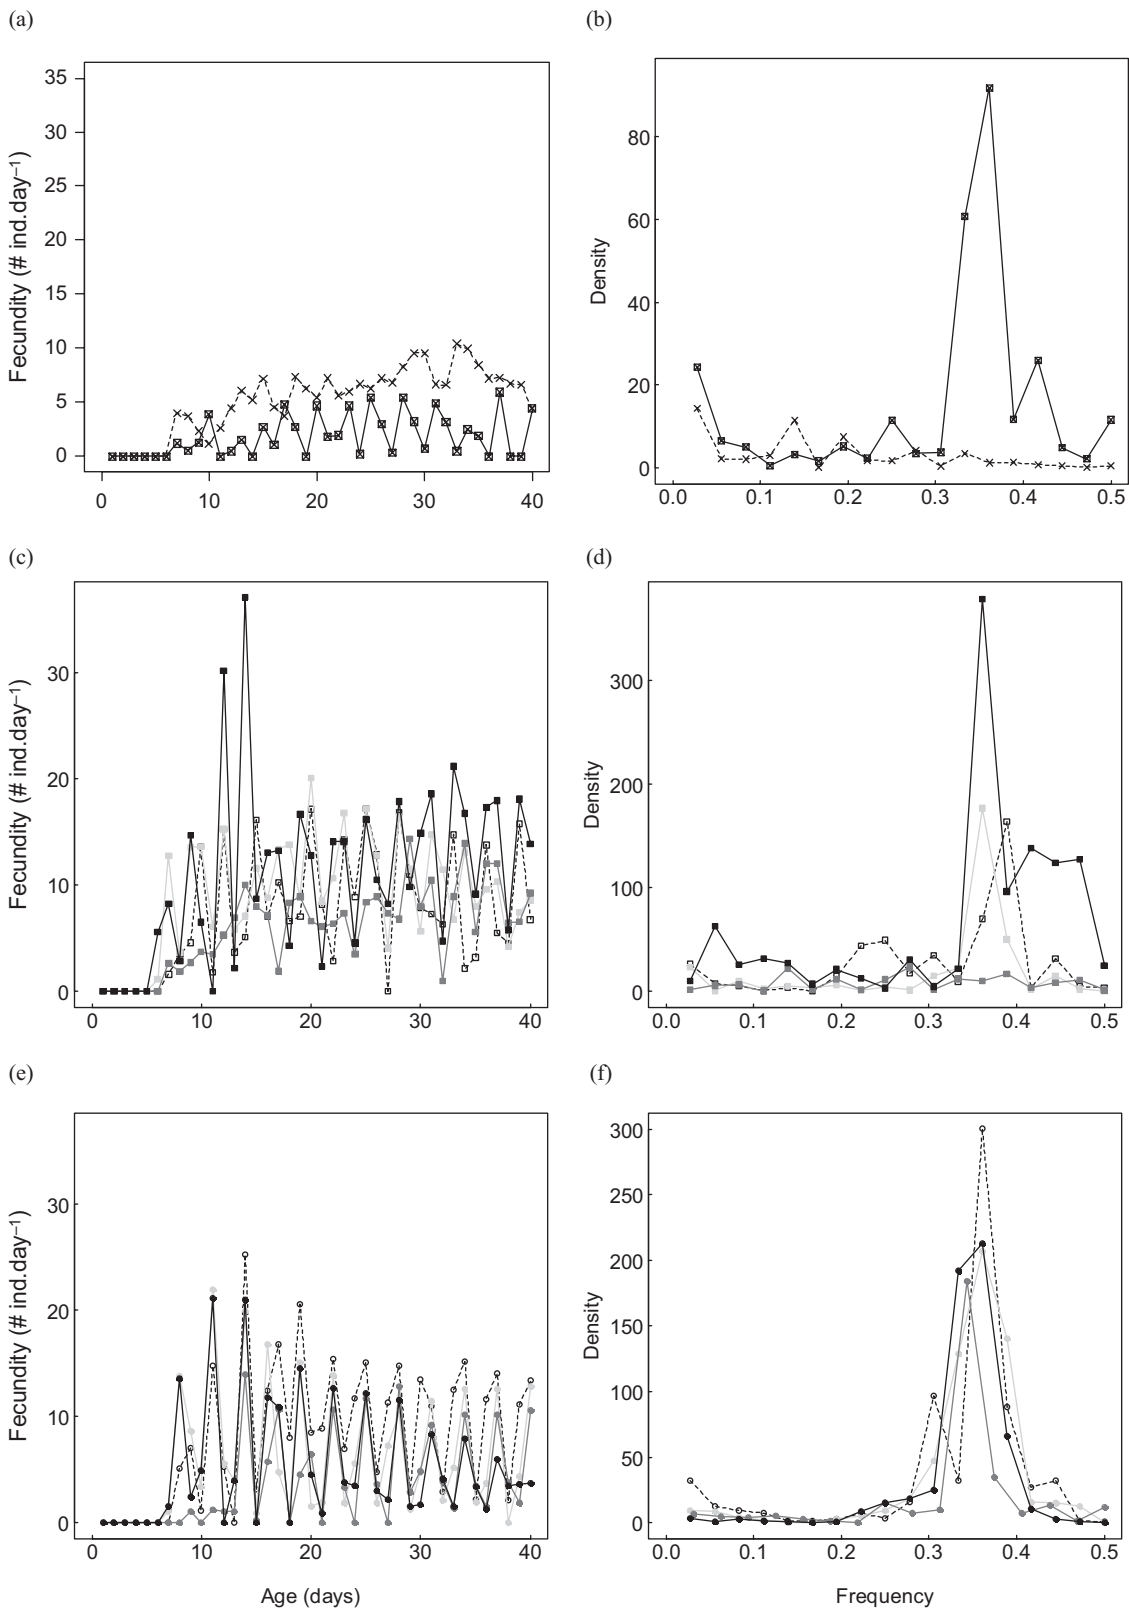 (a)
(b)
35
30
25
20
15
10
5
0
Fecundity (# ind.day⁻¹)
0 10 20 30 40
80
60
40
20
0
Density
0.0 0.1 0.2 0.3 0.4 0.5
(c)
(d)
30
20
10
0
Fecundity (# ind.day⁻¹)
0 10 20 30 40
300
200
100
0
Density
0.0 0.1 0.2 0.3 0.4 0.5
(e)
(f)
30
20
10
0
Fecundity (# ind.day⁻¹)
0 10 20 30 40
Age (days)
300
250
200
150
100
50
0
Density
0.0 0.1 0.2 0.3 0.4 0.5
Frequency